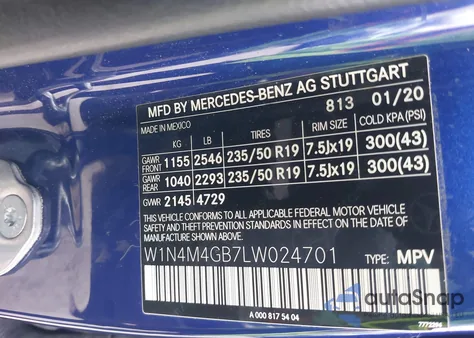 MFD BY MERCEDES-BENZ AG STUTTGART
813 01/20
MADE IN MEXICO
KG LB TIRES RIM SIZE COLD KPA (PSI)
GAWR FRONT 1155 2546 235/50 R19 7.5Jx19 300(43)
GAWR REAR 1040 2293 235/50 R19 7.5Jx19 300(43)
GVWR 2145 4729
THIS VEHICLE CONFORMS TO ALL APPLICABLE FEDERAL MOTOR VEHICLE
SAFETY AND THEFT PREVENTION STANDARDS
IN EFFECT ON THE DATE OF MANUFACTURE SHOWN ABOVE.
W1N4M4GB7LW024701 TYPE: MPV
A 000 817 54 04
autoSnap